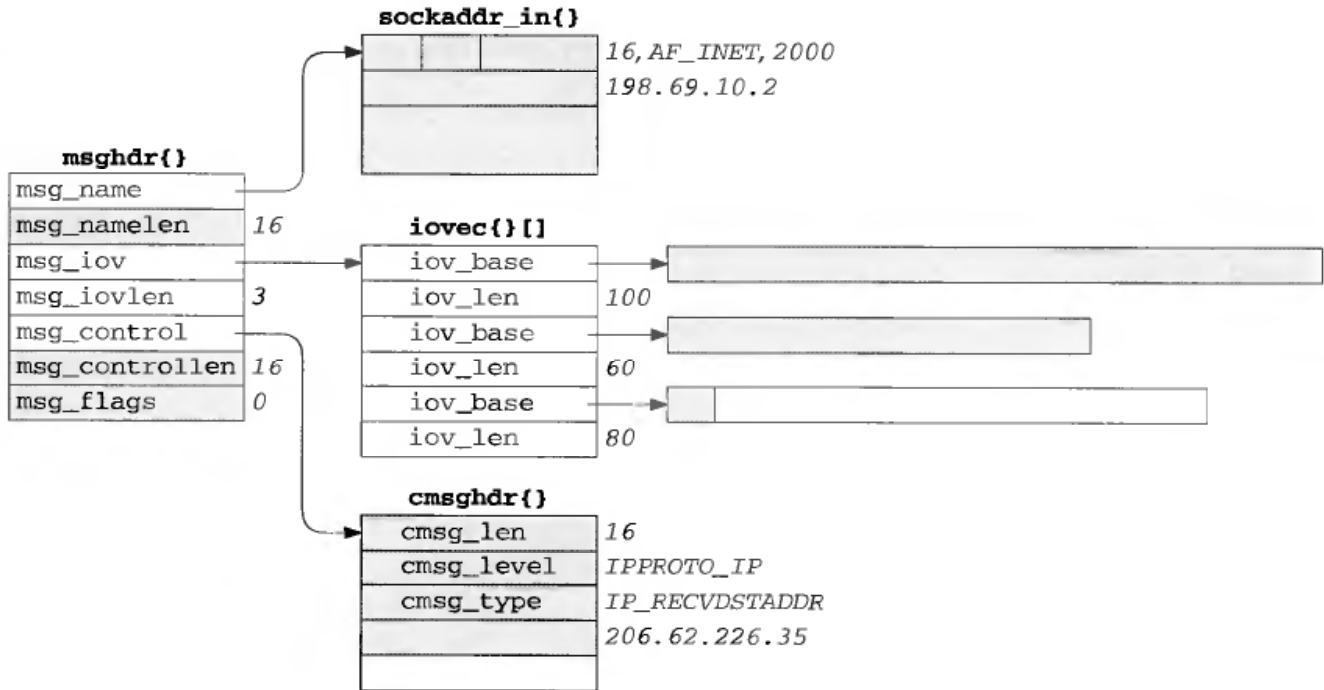 sockaddr_in{}
16, AF_INET, 2000
198.69.10.2
msghdr{}
msg_name
msg_namelen 16
msg_iov
msg_iovlen 3
msg_control
msg_controllen 16
msg_flags 0
iovec{}[]
iov_base
iov_len 100
iov_base
iov_len 60
iov_base
iov_len 80
cmsghdr{}
cmsg_len 16
cmsg_level IPPROTO_IP
cmsg_type IP_RECVDSTADDR
206.62.226.35